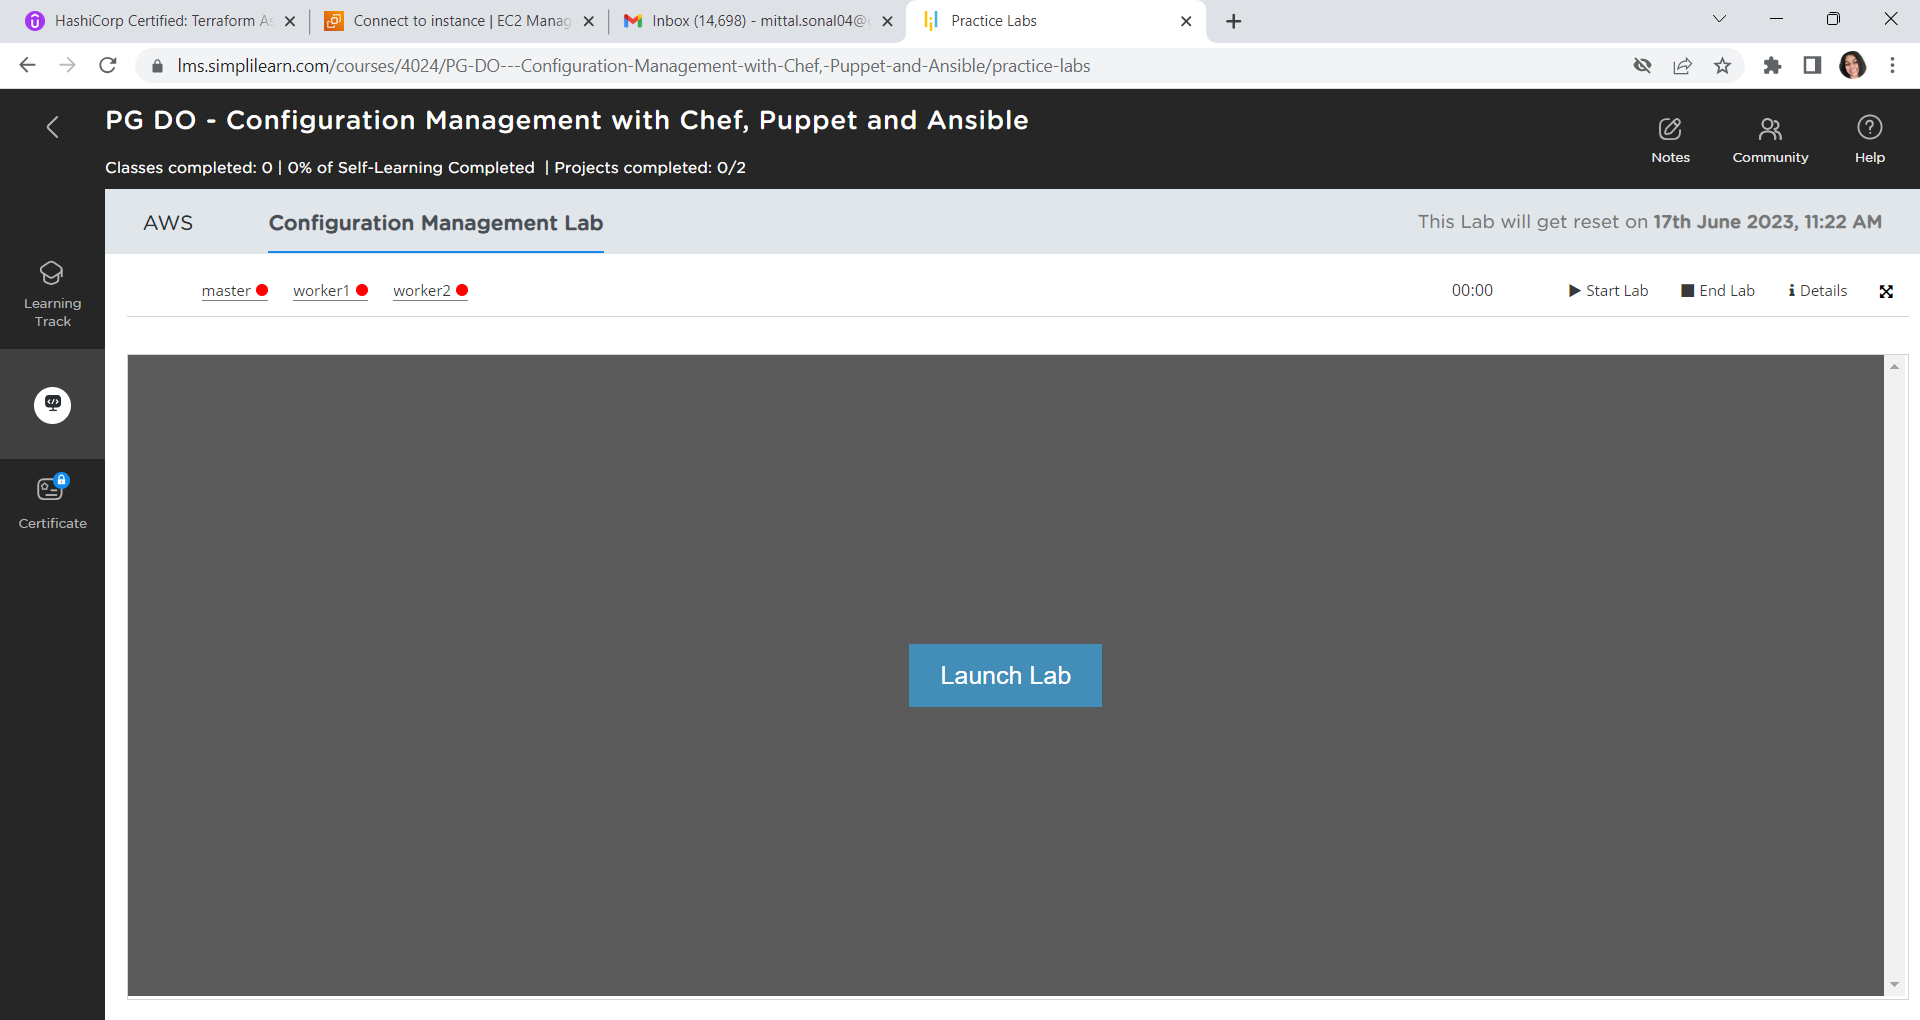 HashiCorp Certified: Terraform As
Connect to instance | EC2 Manag
Inbox (14,698) - mittal.sonal04@g
Practice Labs
lms.simplilearn.com/courses/4024/PG-DO---Configuration-Management-with-Chef,-Puppet-and-Ansible/practice-labs
PG DO - Configuration Management with Chef, Puppet and Ansible
Classes completed: 0 | 0% of Self-Learning Completed | Projects completed: 0/2
Notes
Community
Help
AWS
Configuration Management Lab
This Lab will get reset on 17th June 2023, 11:22 AM
Learning
Track
master
worker1
worker2
00:00
Start Lab
End Lab
Details
Certificate
Launch Lab